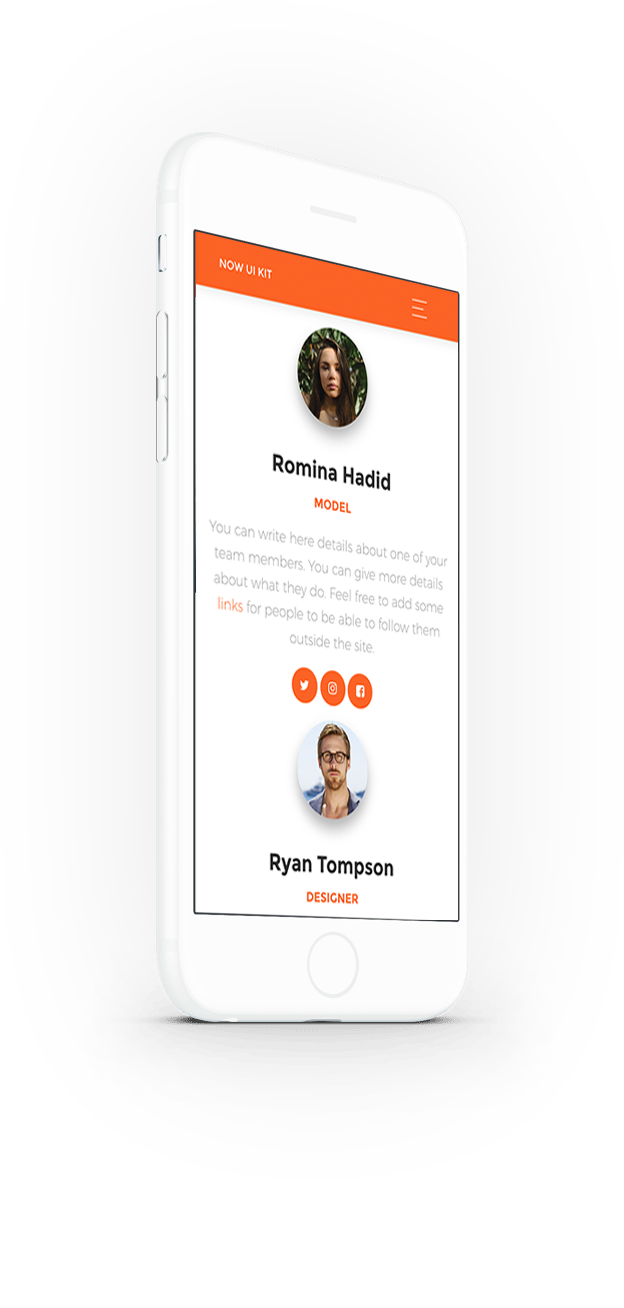 NOW UI KIT
Romina Hadid
MODEL
You can write here details about one of your
team members. You can give more details
about what they do. Feel free to add some
links for people to be able to follow them
outside the site.
Ryan Tompson
DESIGNER